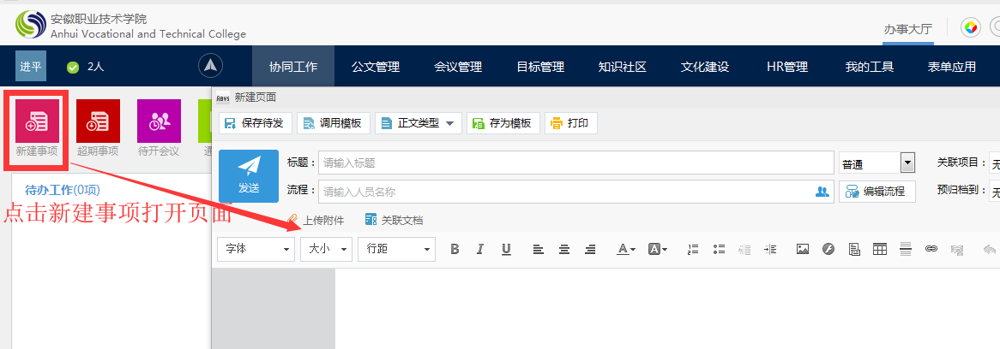 安徽职业技术学院
Anhui Vocational and Technical College
办事大厅
进平 2人 协同工作 公文管理 会议管理 目标管理 知识社区 文化建设 HR管理 我的工具 表单应用
新建事项 超期事项 待开会议
待办工作(0项)
点击新建事项打开页面
A8V5 新建页面
保存待发 调用模板 正文类型 存为模板 打印
发送 标题： 请输入标题 普通 关联项目：
流程： 请输入人员名称 编辑流程 预归档到：
上传附件 关联文档
字体 大小 行距 B I U A A